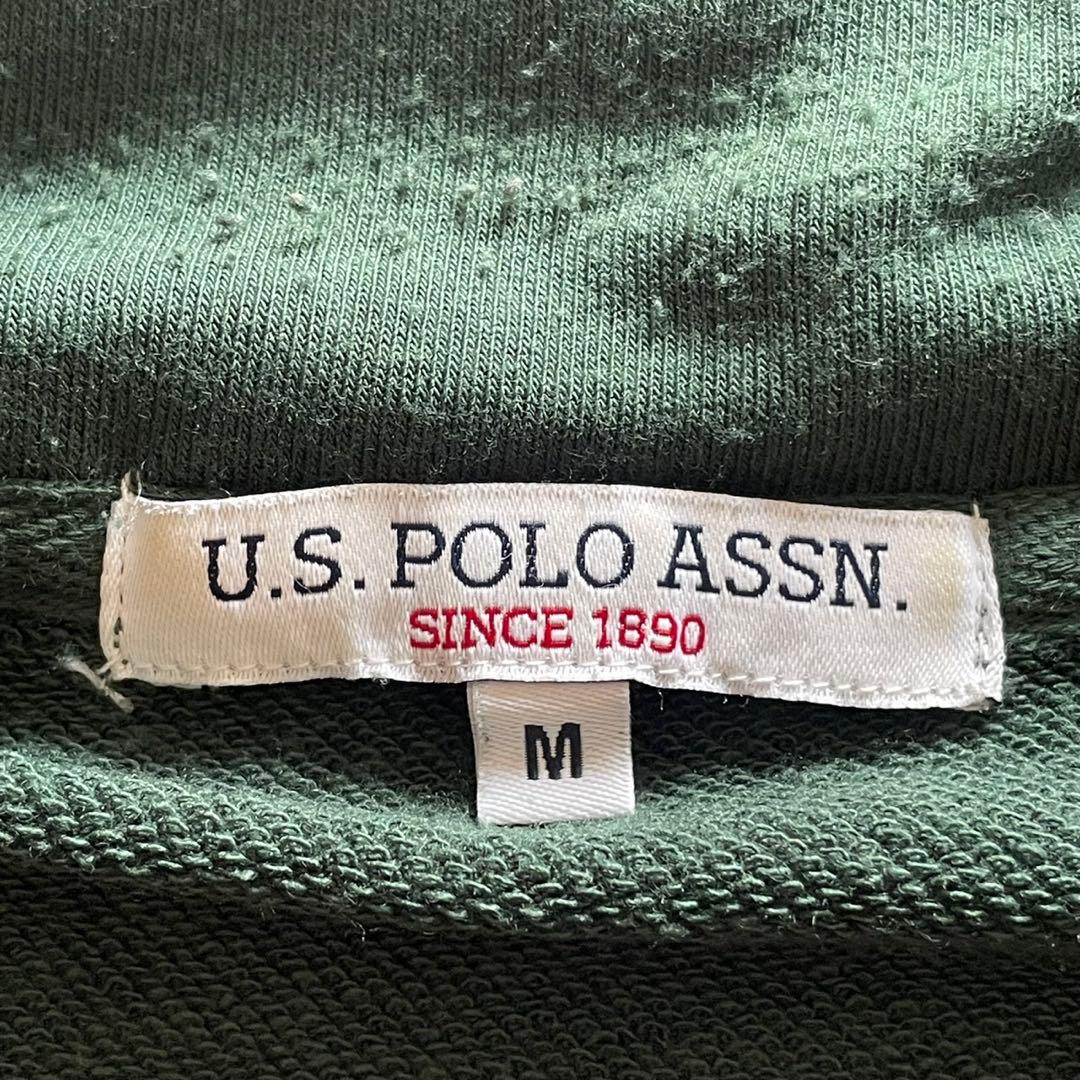 U.S. POLO ASSN.
SINCE 1890
M